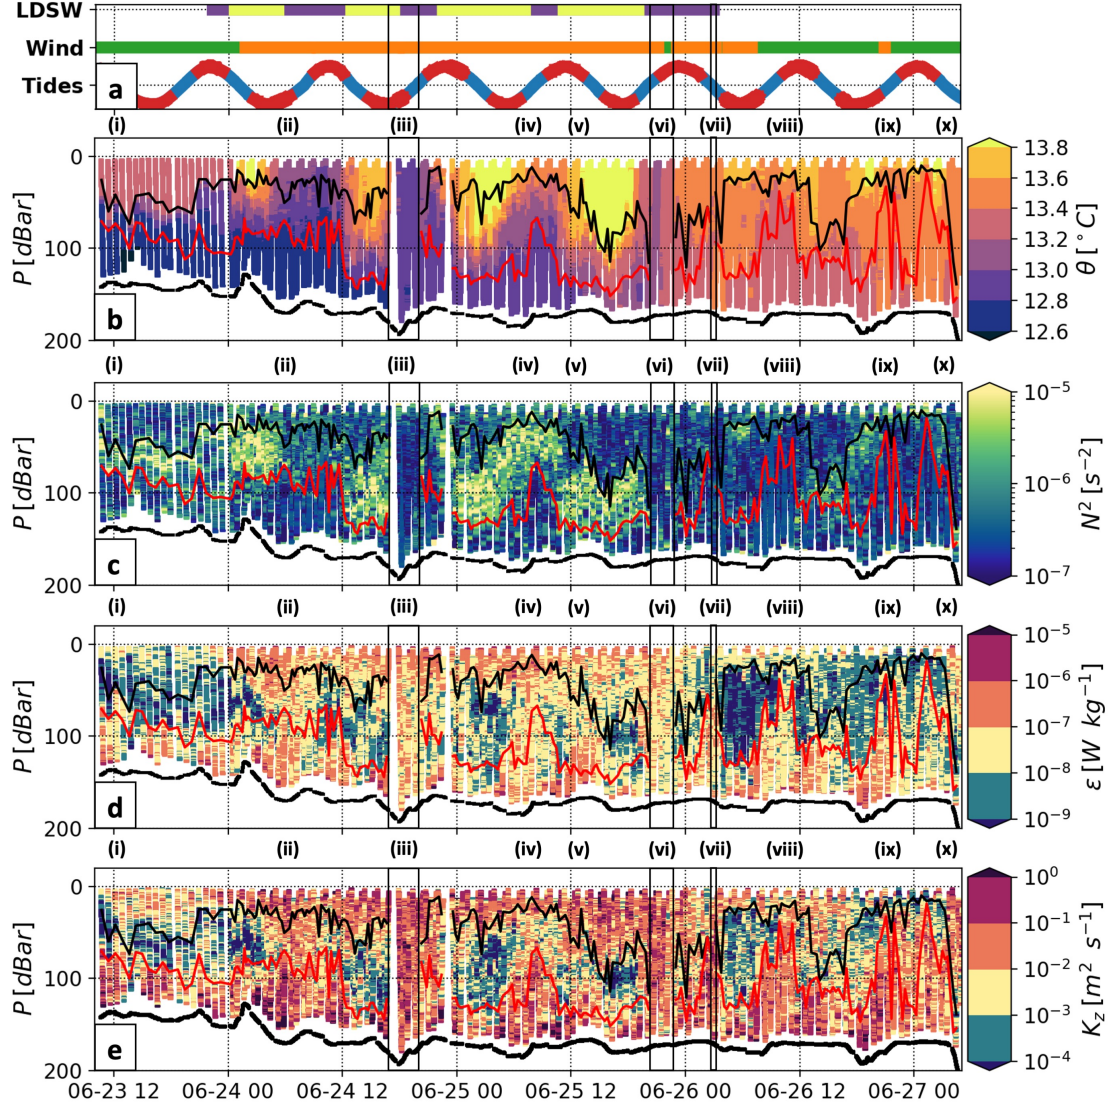 LDSW
Wind
Tides
a
(i) (ii) (iii) (iv) (v) (vi) (vii) (viii) (ix) (x)
0
100
200
P [dBar]
b
13.8
13.6
13.4
13.2
13.0
12.8
12.6
θ [°C]
(i) (ii) (iii) (iv) (v) (vi) (vii) (viii) (ix) (x)
0
100
200
P [dBar]
c
10⁻⁵
10⁻⁶
10⁻⁷
N² [s⁻²]
(i) (ii) (iii) (iv) (v) (vi) (vii) (viii) (ix) (x)
0
100
200
P [dBar]
d
10⁻⁵
10⁻⁶
10⁻⁷
10⁻⁸
10⁻⁹
ε [W kg⁻¹]
(i) (ii) (iii) (iv) (v) (vi) (vii) (viii) (ix) (x)
0
100
200
P [dBar]
e
10⁰
10⁻¹
10⁻²
10⁻³
10⁻⁴
K_z [m² s⁻¹]
06-23 12 06-24 00 06-24 12 06-25 00 06-25 12 06-26 00 06-26 12 06-27 00